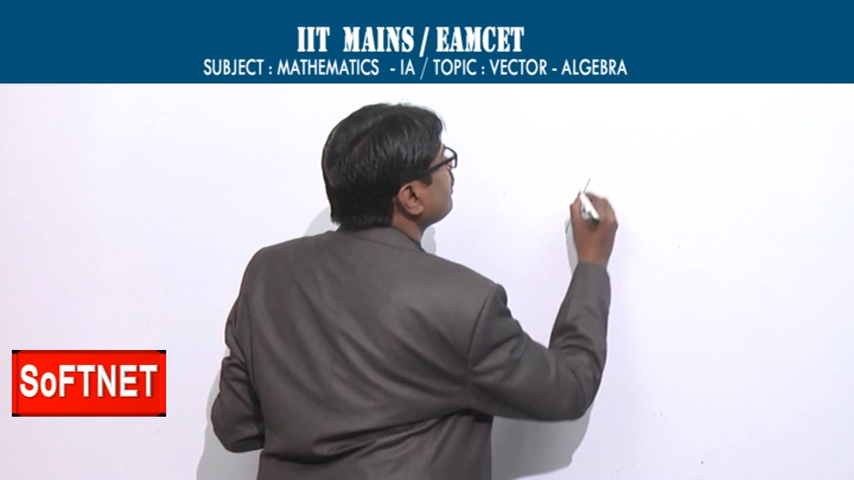 IIT MAINS / EAMCET
SUBJECT : MATHEMATICS - IA / TOPIC : VECTOR - ALGEBRA
SoFTNET